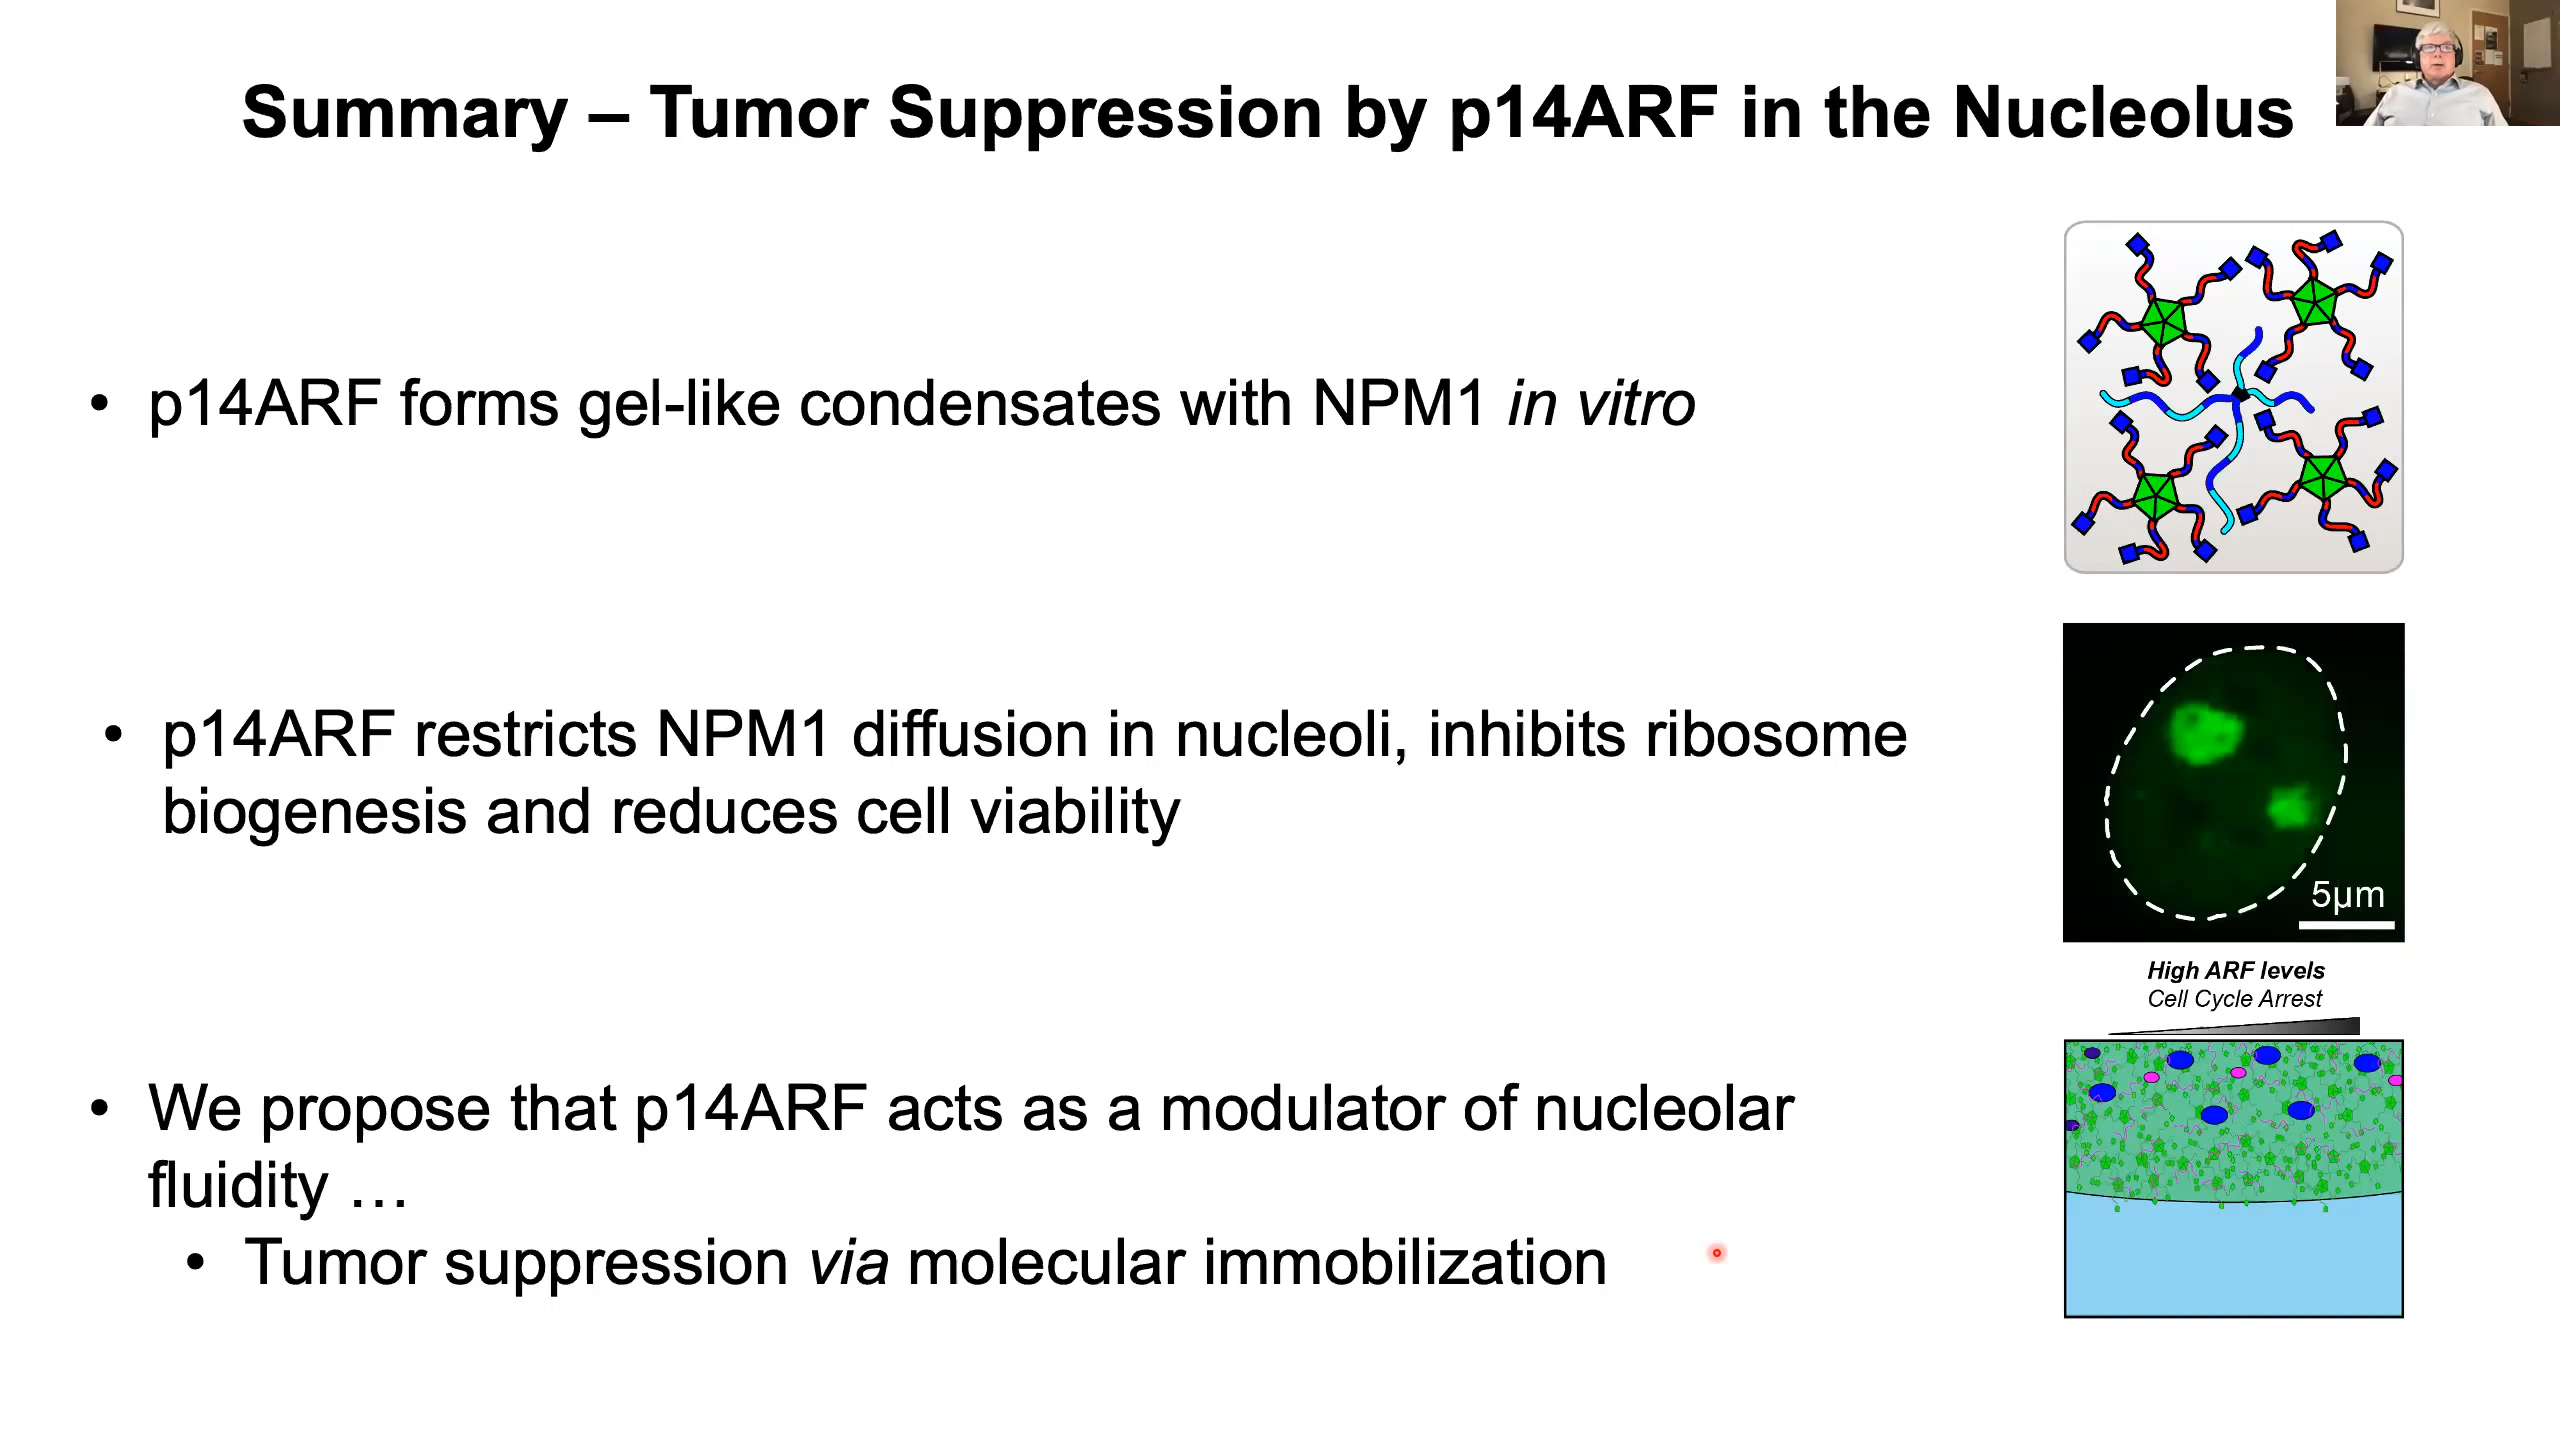 Summary – Tumor Suppression by p14ARF in the Nucleolus
• p14ARF forms gel-like condensates with NPM1 in vitro
• p14ARF restricts NPM1 diffusion in nucleoli, inhibits ribosome
biogenesis and reduces cell viability
5μm
High ARF levels
Cell Cycle Arrest
• We propose that p14ARF acts as a modulator of nucleolar
fluidity …
• Tumor suppression via molecular immobilization